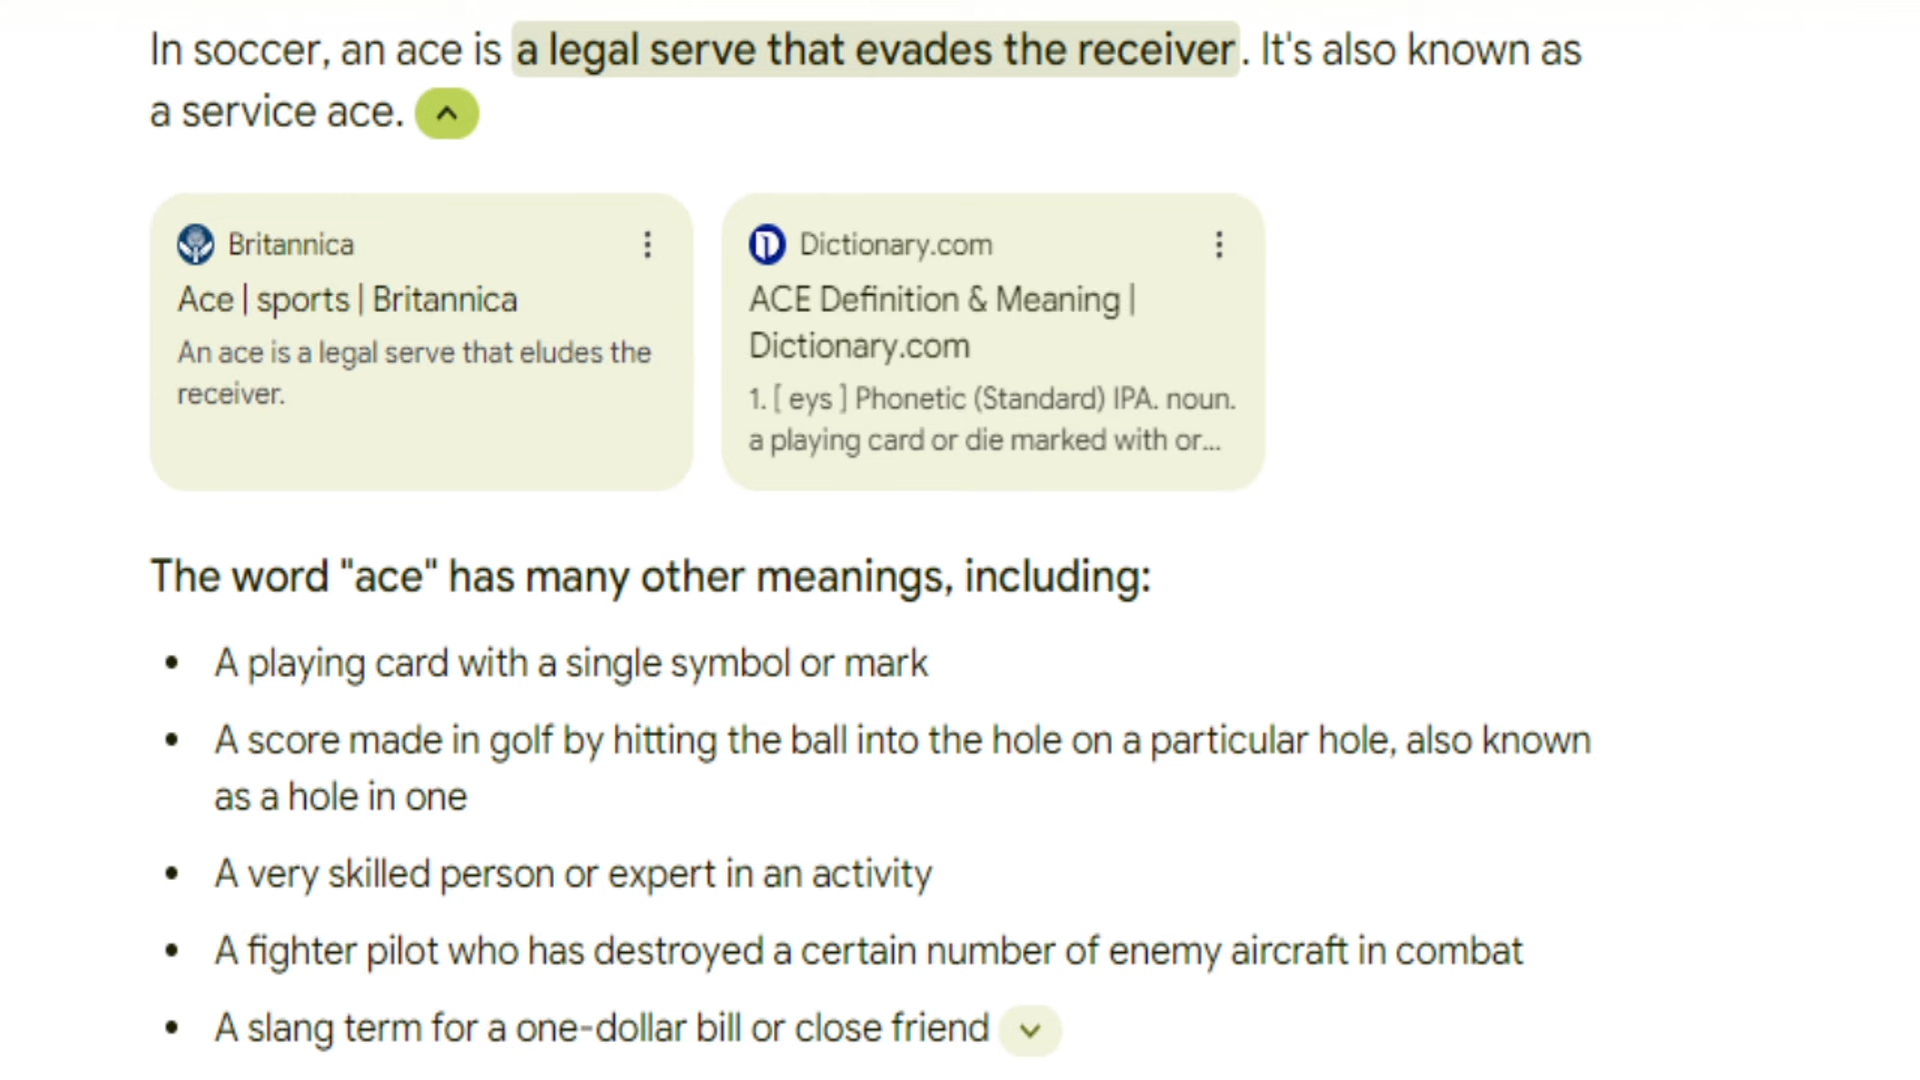 In soccer, an ace is a legal serve that evades the receiver. It's also known as
a service ace.
Britannica
Ace | sports | Britannica
An ace is a legal serve that eludes the
receiver.
Dictionary.com
ACE Definition & Meaning |
Dictionary.com
1. [ eys ] Phonetic (Standard) IPA. noun.
a playing card or die marked with or...
The word "ace" has many other meanings, including:
• A playing card with a single symbol or mark
• A score made in golf by hitting the ball into the hole on a particular hole, also known
as a hole in one
• A very skilled person or expert in an activity
• A fighter pilot who has destroyed a certain number of enemy aircraft in combat
• A slang term for a one-dollar bill or close friend